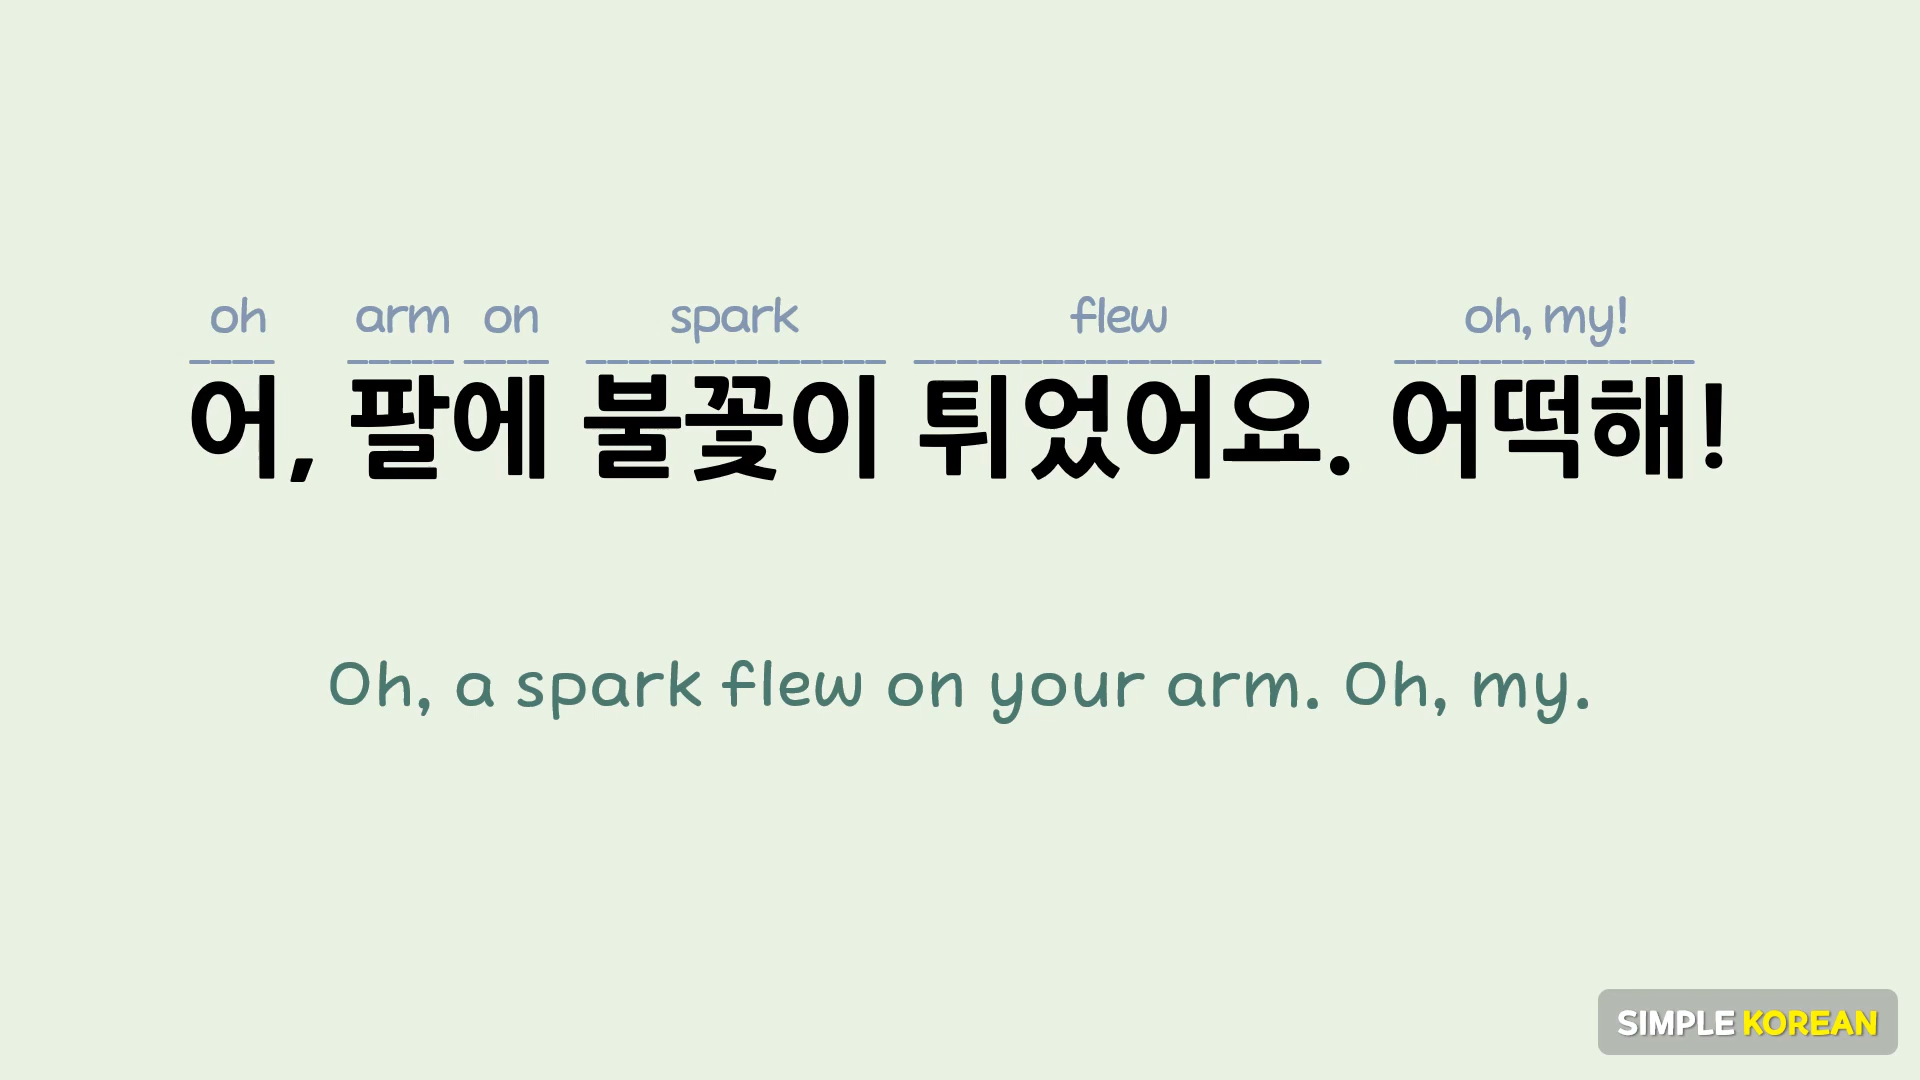 oh arm on spark flew oh, my!
어, 팔에 불꽃이 튀었어요. 어떡해!
Oh, a spark flew on your arm. Oh, my.
SIMPLE KOREAN